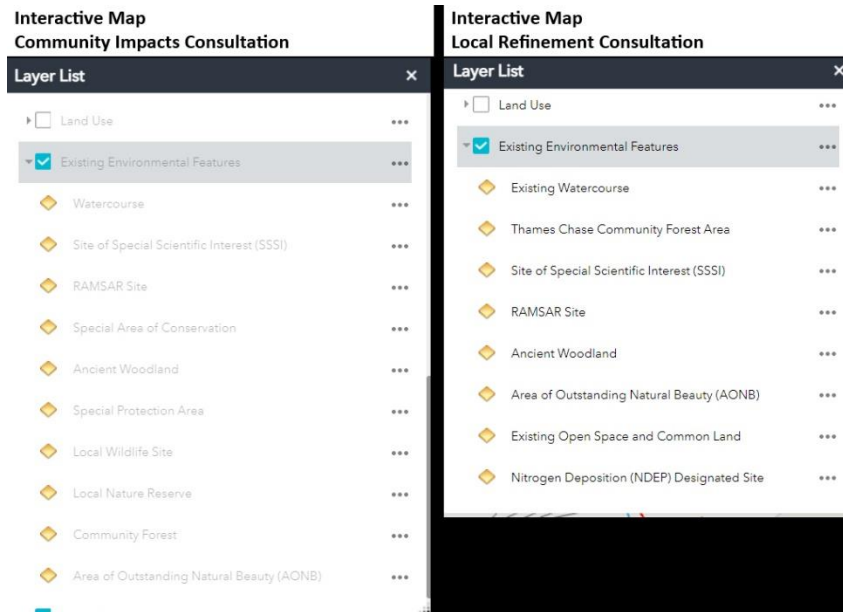 Interactive Map
Community Impacts Consultation
Layer List
Land Use
Existing Environmental Features
Watercourse
Site of Special Scientific Interest (SSSI)
RAMSAR Site
Special Area of Conservation
Ancient Woodland
Special Protection Area
Local Wildlife Site
Local Nature Reserve
Community Forest
Area of Outstanding Natural Beauty (AONB)
Interactive Map
Local Refinement Consultation
Layer List
Land Use
Existing Environmental Features
Existing Watercourse
Thames Chase Community Forest Area
Site of Special Scientific Interest (SSSI)
RAMSAR Site
Ancient Woodland
Area of Outstanding Natural Beauty (AONB)
Existing Open Space and Common Land
Nitrogen Deposition (NDEP) Designated Site